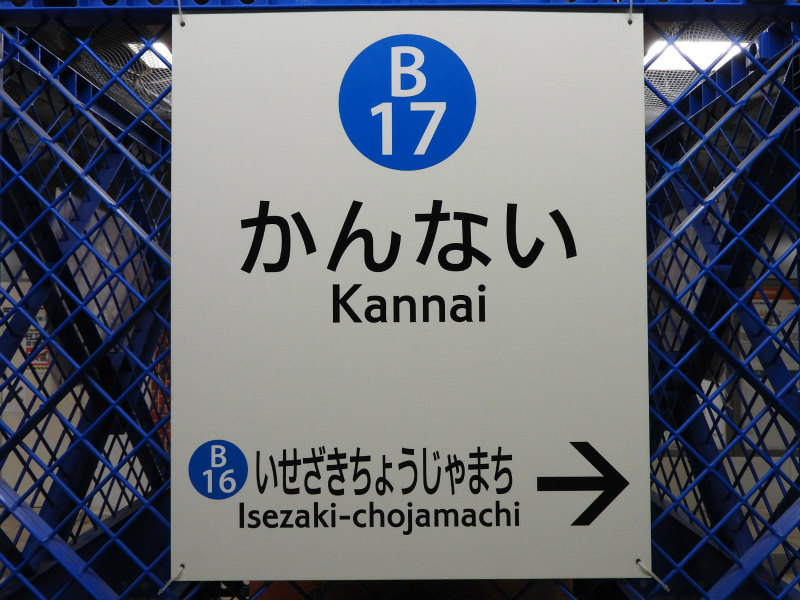 B
17
かんない
Kannai
B
16
いせざきちょうじゃまち
Isezaki-chojamachi